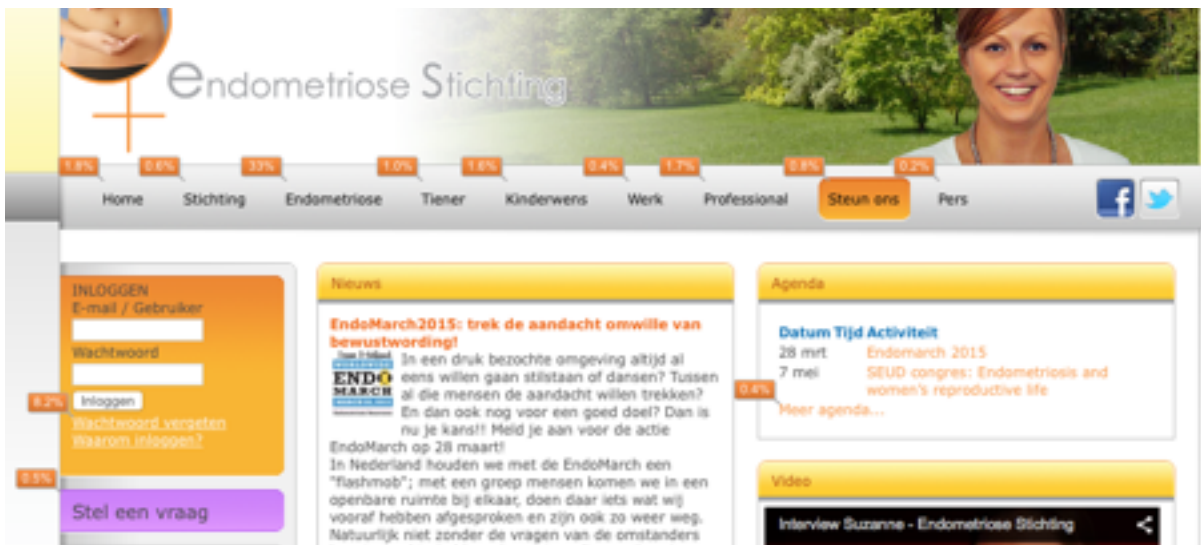 endometriose Stichting
1.8% 0.6% 33% 1.0% 1.6% 0.4% 1.7% 0.8% 0.2%
Home Stichting Endometriose Tiener Kinderwens Werk Professional Steun ons Pers
INLOGGEN
E-mail / Gebruiker
Wachtwoord
8.2% Inloggen
Wachtwoord vergeten
Waarom inloggen?
0.5%
Stel een vraag
Nieuws
EndoMarch2015: trek de aandacht omwille van
bewustwording!
END
MARCH
In een druk bezochte omgeving altijd al
eens willen gaan stilstaan of dansen? Tussen
al die mensen de aandacht willen trekken?
En dan ook nog voor een goed doel? Dan is
nu je kans!! Meld je aan voor de actie
EndoMarch op 28 maart!
In Nederland houden we met de EndoMarch een
"flashmob"; met een groep mensen komen we in een
openbare ruimte bij elkaar, doen daar iets wat wij
vooraf hebben afgesproken en zijn ook zo weer weg.
Natuurlijk niet zonder de vragen van de omstanders
Agenda
Datum Tijd Activiteit
28 mrt Endomarch 2015
7 mei SEUD congres: Endometriosis and
women's reproductive life
0.4%
Meer agenda...
Video
Interview Suzanne - Endometriose Stichting